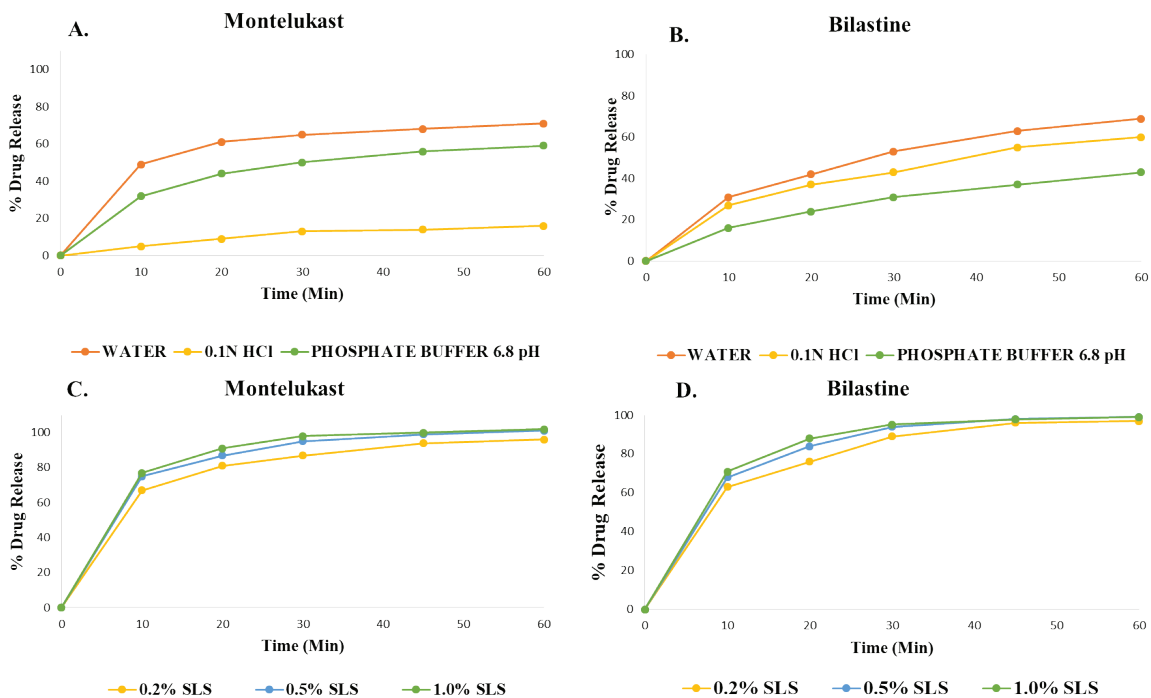 A.
Montelukast
% Drug Release
100
80
60
40
20
0
0 10 20 30 40 50 60
Time (Min)
WATER 0.1N HCl PHOSPHATE BUFFER 6.8 pH
B.
Bilastine
% Drug Release
100
80
60
40
20
0
0 10 20 30 40 50 60
Time (Min)
WATER 0.1N HCl PHOSPHATE BUFFER 6.8 pH
C.
Montelukast
% Drug Release
100
80
60
40
20
0
0 10 20 30 40 50 60
Time (Min)
0.2% SLS 0.5% SLS 1.0% SLS
D.
Bilastine
% Drug Release
100
80
60
40
20
0
0 10 20 30 40 50 60
Time (Min)
0.2% SLS 0.5% SLS 1.0% SLS